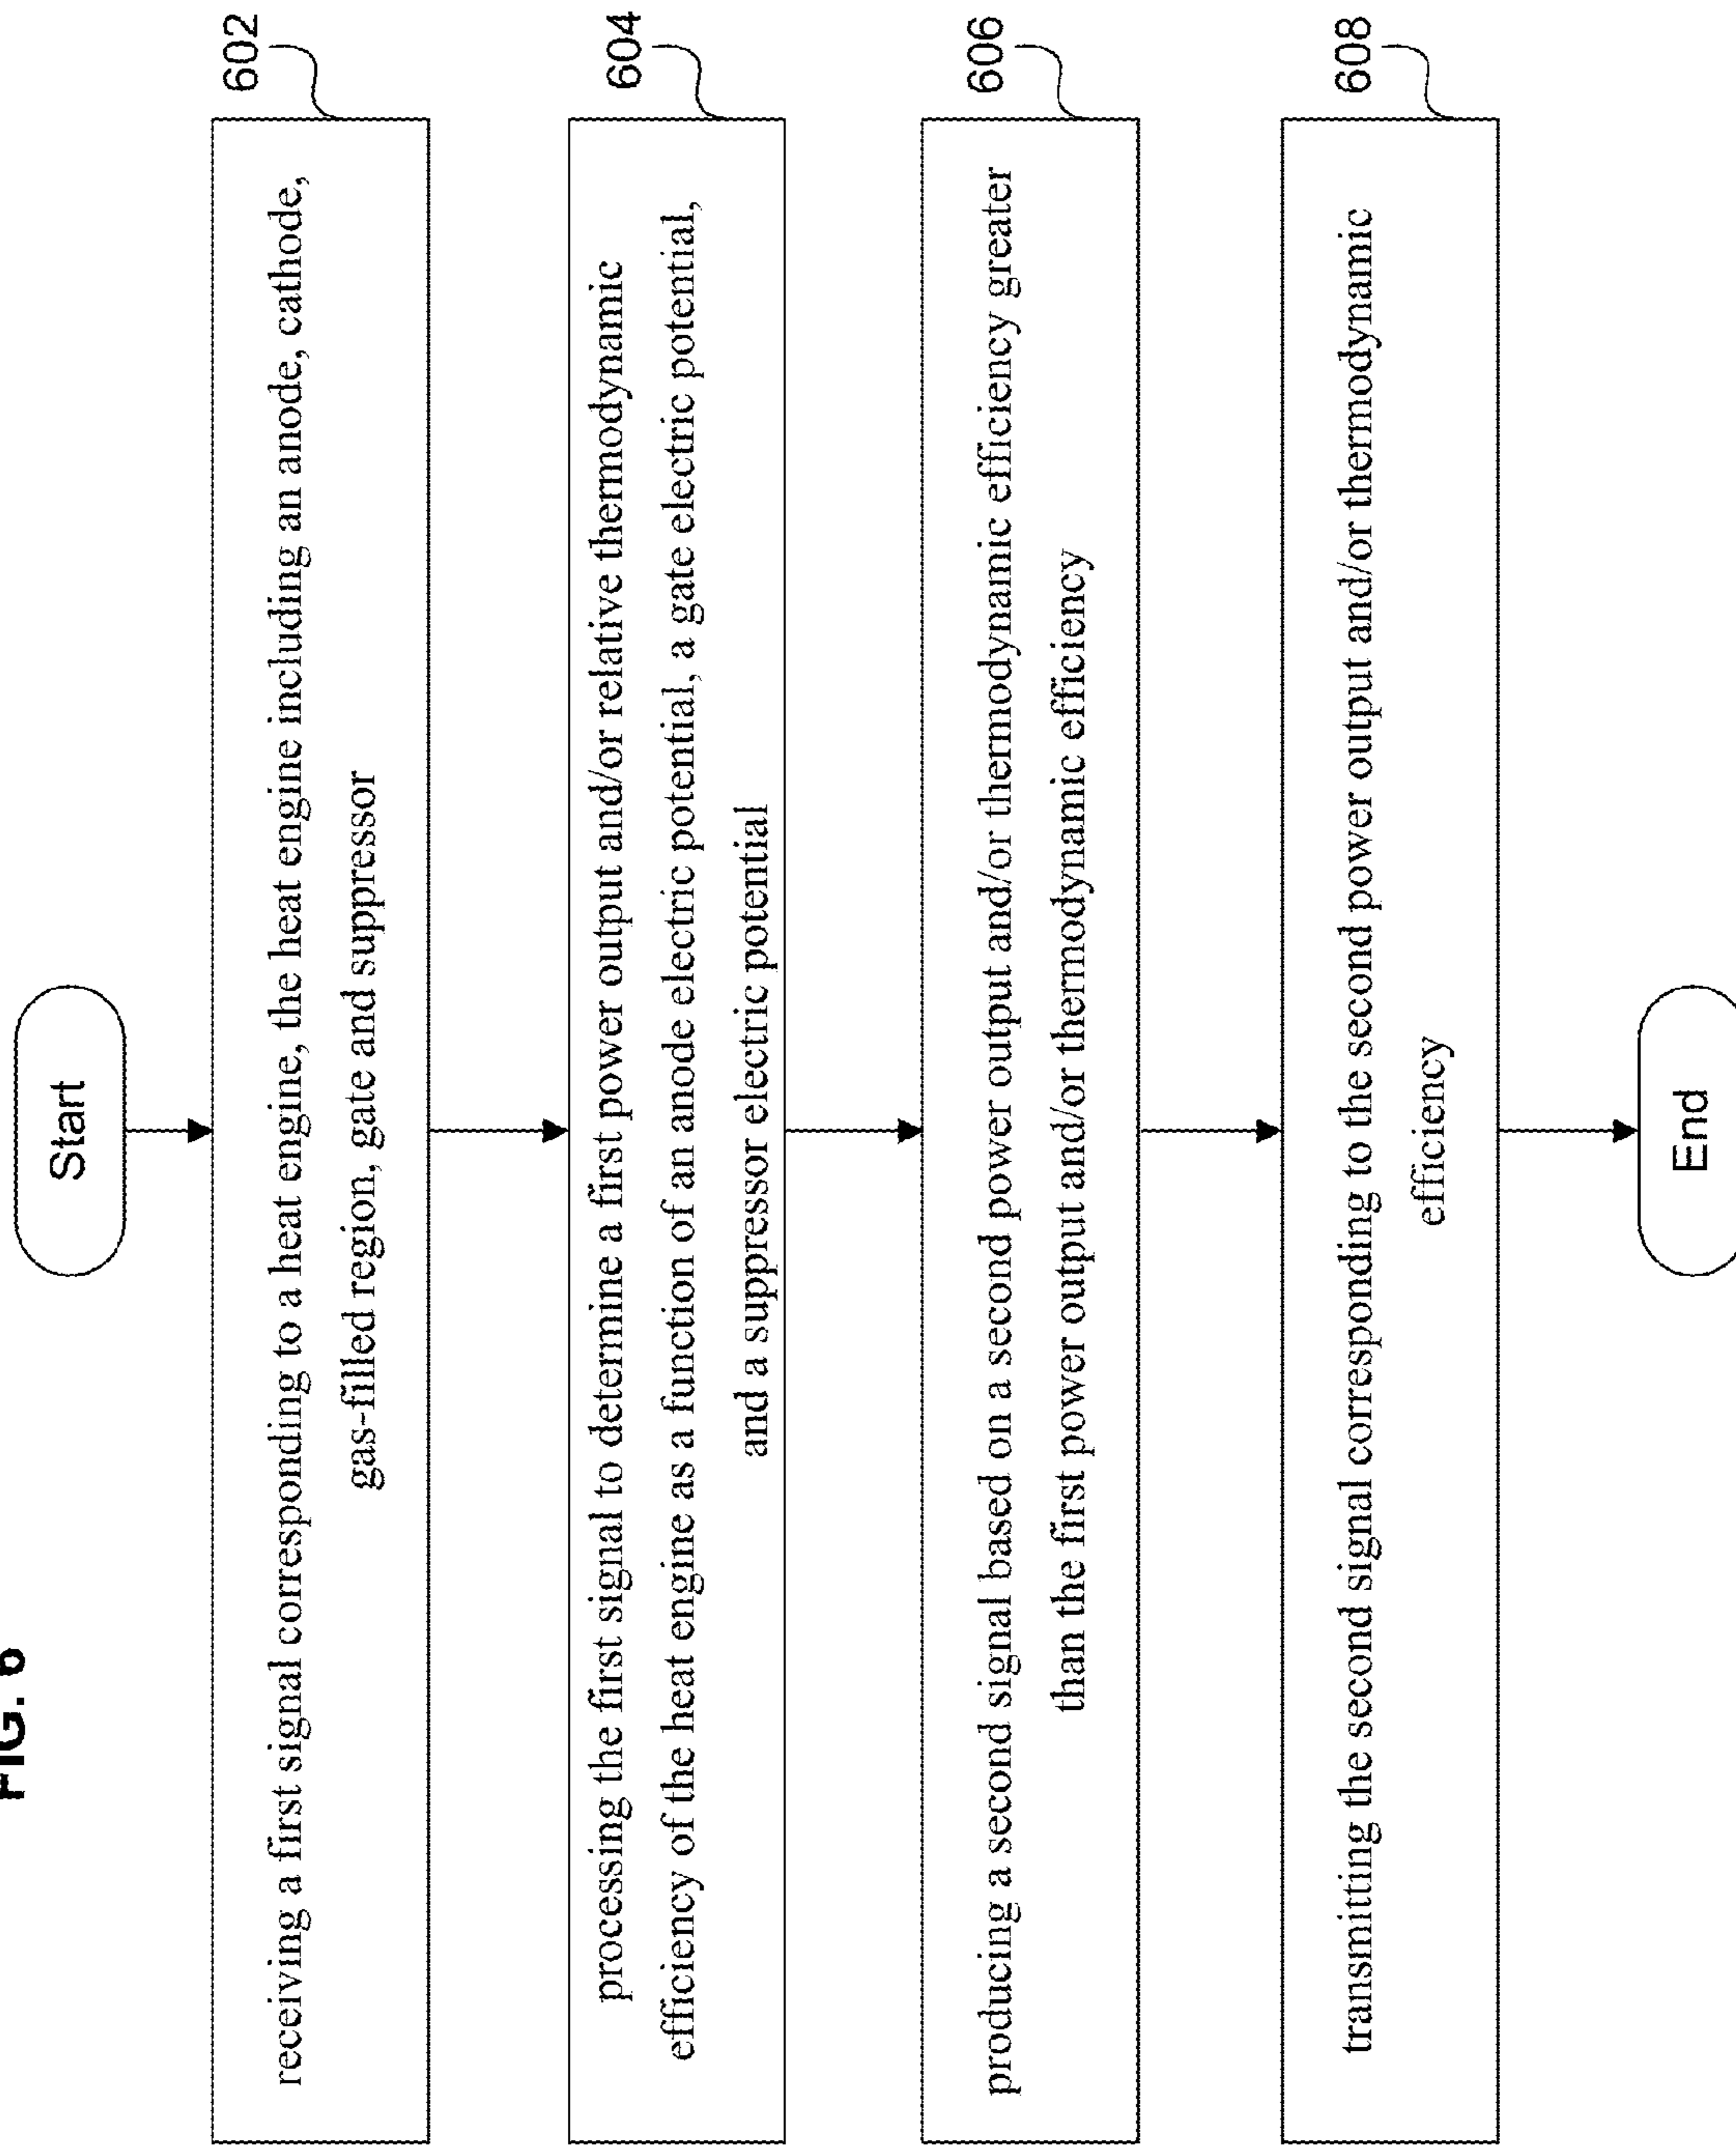 FIG. 6
Start
602
receiving a first signal corresponding to a heat engine, the heat engine including an anode, cathode,
gas-filled region, gate and suppressor
604
processing the first signal to determine a first power output and/or relative thermodynamic
efficiency of the heat engine as a function of an anode electric potential, a gate electric potential,
and a suppressor electric potential
606
producing a second signal based on a second power output and/or thermodynamic efficiency greater
than the first power output and/or thermodynamic efficiency
608
transmitting the second signal corresponding to the second power output and/or thermodynamic
efficiency
End